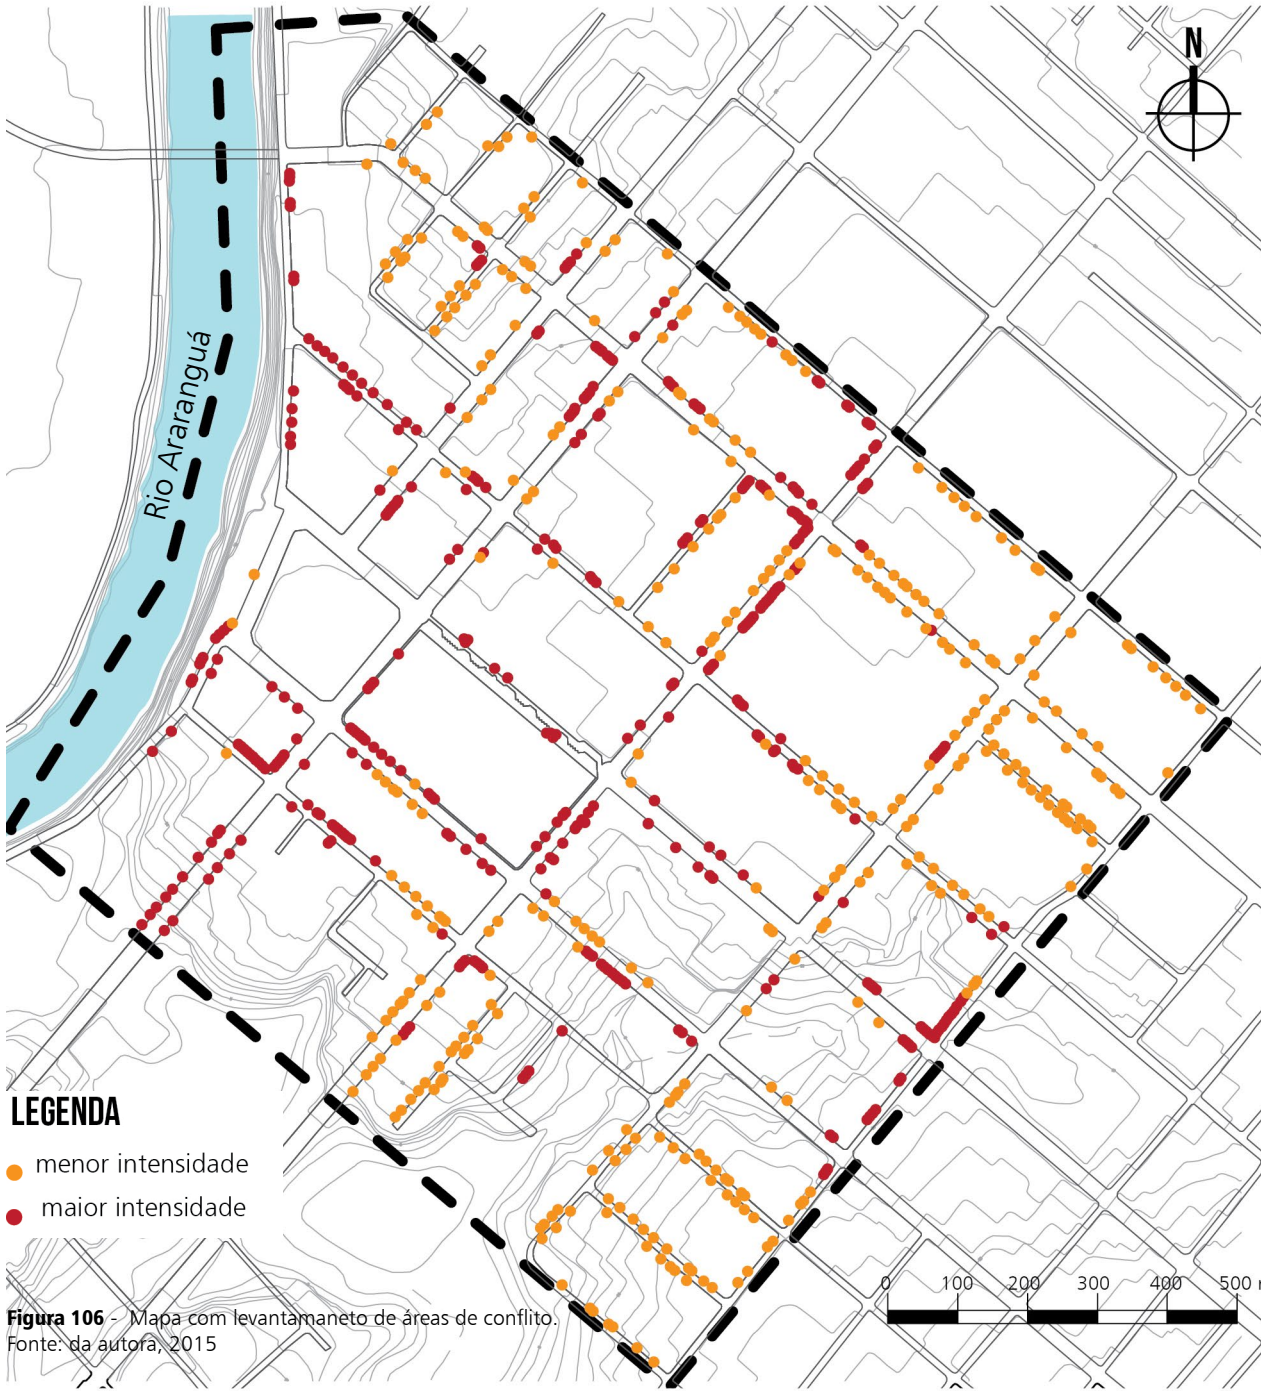 N
Rio Araranguá
LEGENDA
menor intensidade
maior intensidade
0 100 200 300 400 500 r
Figura 106 - Mapa com levantamaneto de áreas de conflito.
Fonte: da autora, 2015